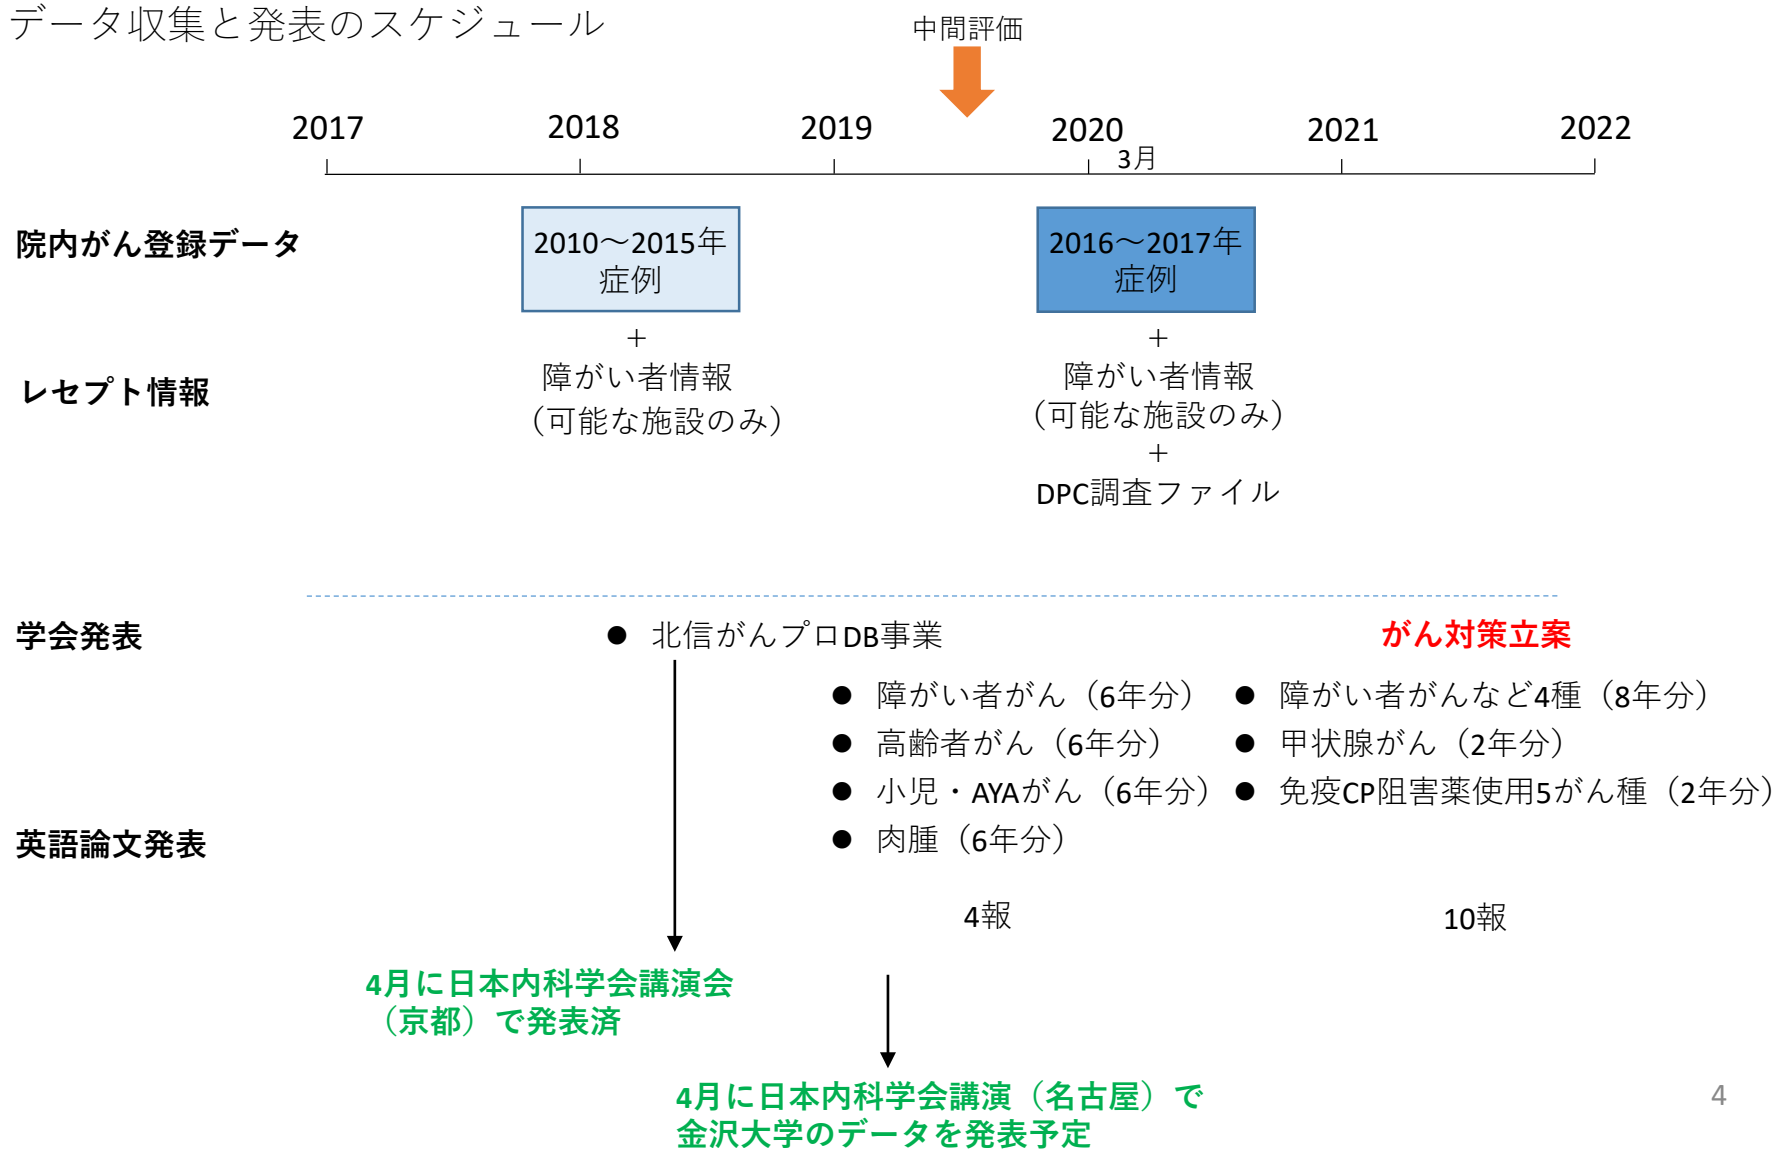 データ収集と発表のスケジュール
中間評価
2017
2018
2019
2020
2021
2022
3月
院内がん登録データ
2010～2015年
症例
2016～2017年
症例
レセプト情報
＋
障がい者情報
（可能な施設のみ）
＋
障がい者情報
（可能な施設のみ）
＋
DPC調査ファイル
学会発表
● 北信がんプロDB事業
がん対策立案
● 障がい者がん（6年分）
● 高齢者がん（6年分）
● 小児・AYAがん（6年分）
● 肉腫（6年分）
● 障がい者がんなど4種（8年分）
● 甲状腺がん（2年分）
● 免疫CP阻害薬使用5がん種（2年分）
英語論文発表
4報
10報
4月に日本内科学会講演会
（京都）で発表済
4月に日本内科学会講演（名古屋）で
金沢大学のデータを発表予定
4